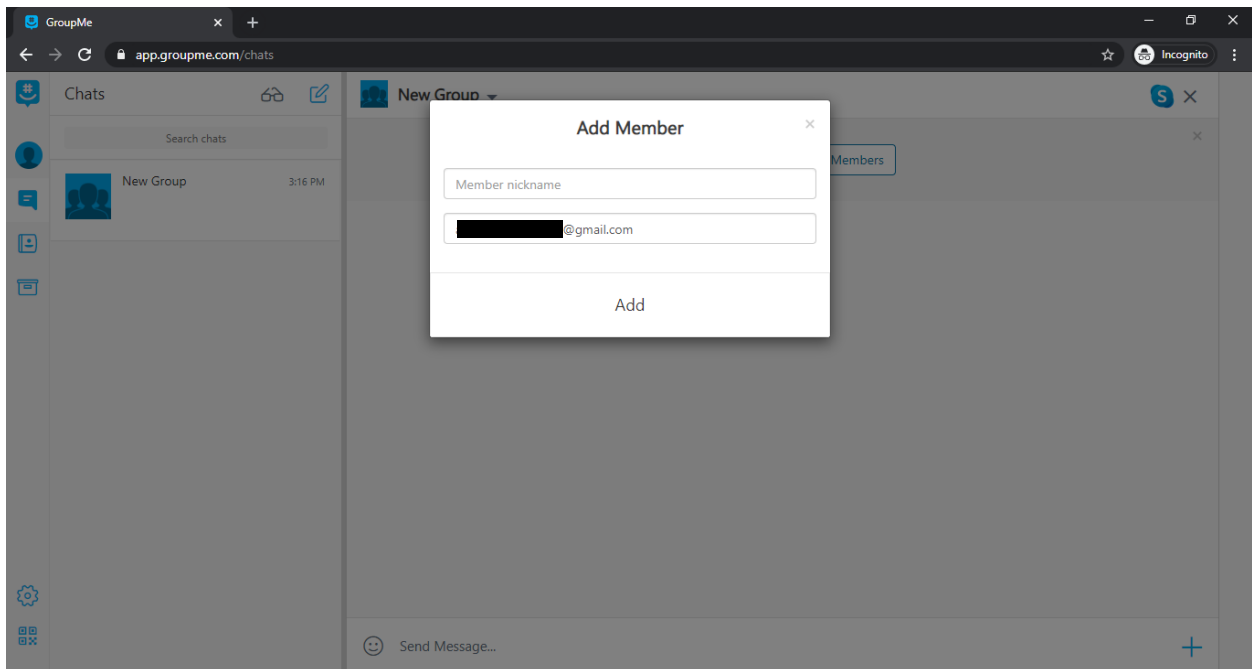 GroupMe
app.groupme.com/chats
Incognito
Chats
New Group
Search chats
Add Member
Members
New Group
3:16 PM
Member nickname
@gmail.com
Add
Send Message...